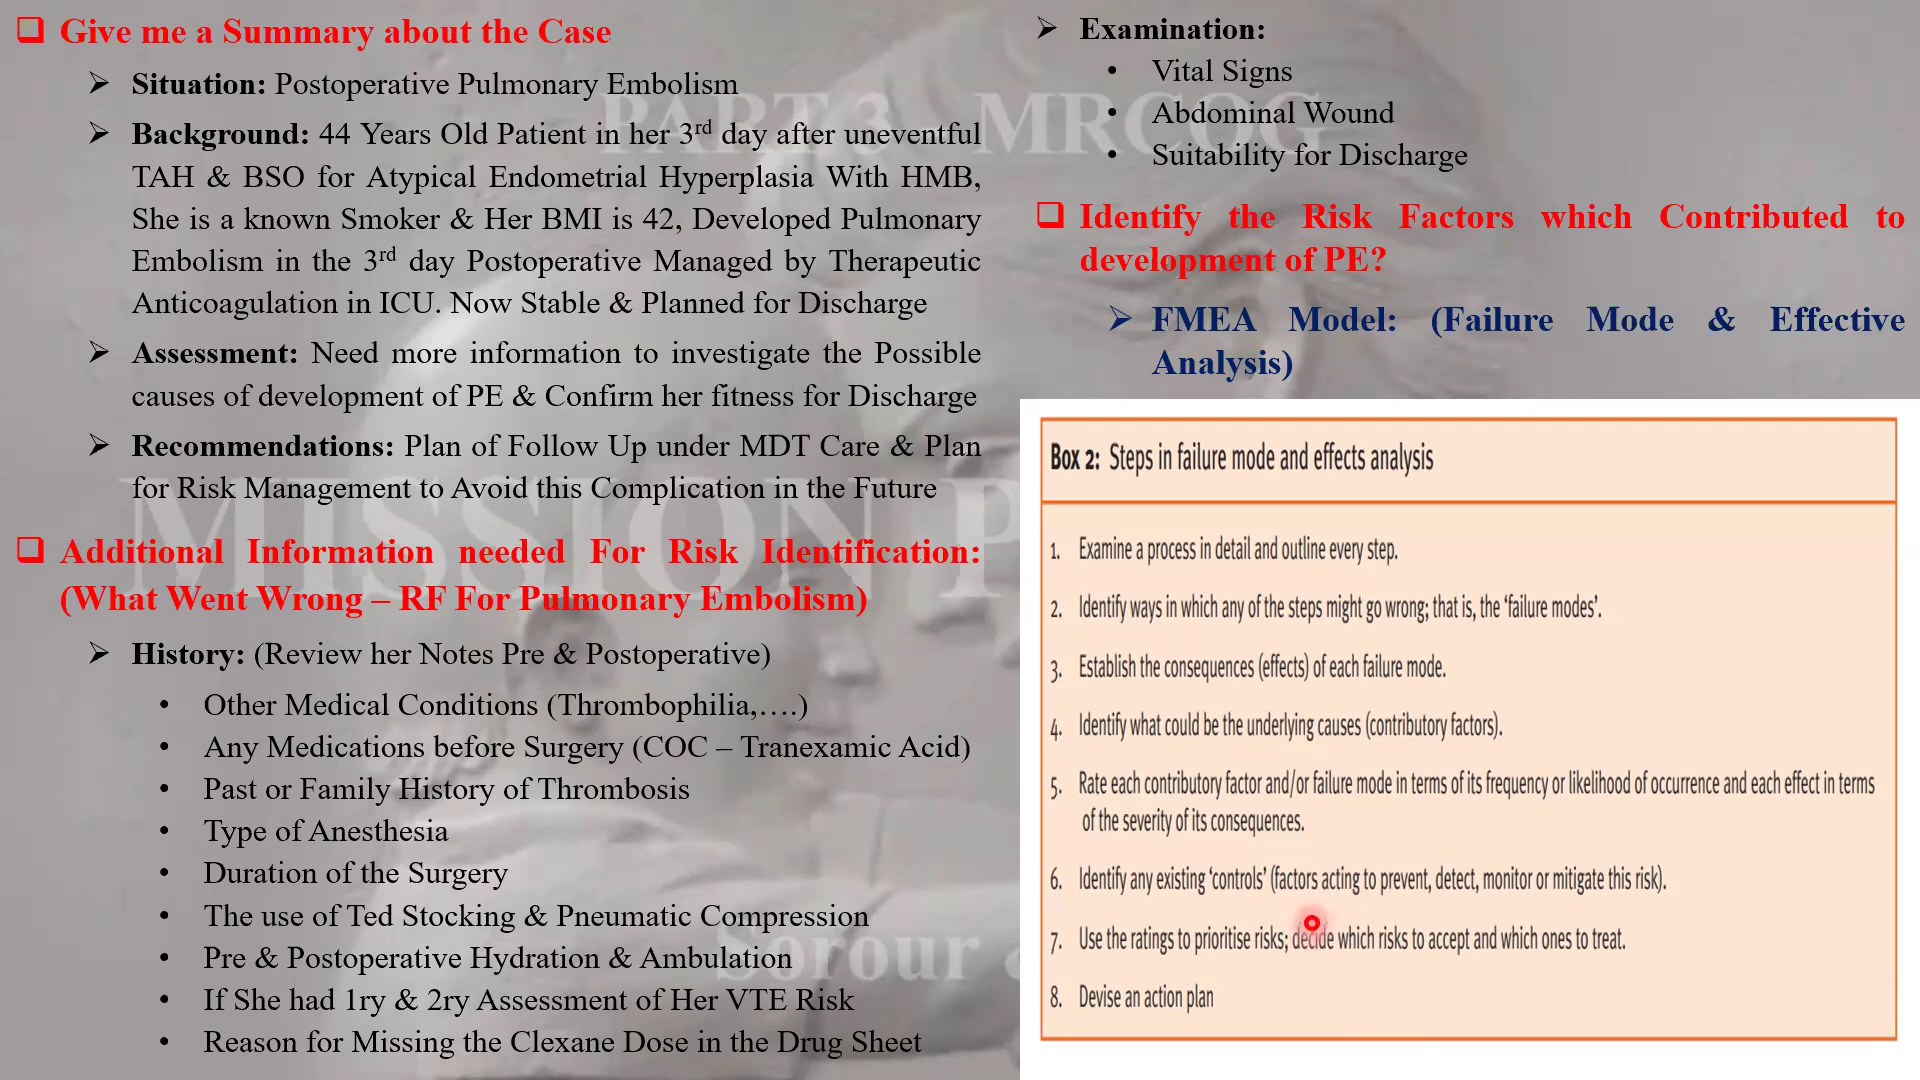 Give me a Summary about the Case
Situation: Postoperative Pulmonary Embolism
Background: 44 Years Old Patient in her 3rd day after uneventful
TAH & BSO for Atypical Endometrial Hyperplasia With HMB,
She is a known Smoker & Her BMI is 42, Developed Pulmonary
Embolism in the 3rd day Postoperative Managed by Therapeutic
Anticoagulation in ICU. Now Stable & Planned for Discharge
Assessment: Need more information to investigate the Possible
causes of development of PE & Confirm her fitness for Discharge
Recommendations: Plan of Follow Up under MDT Care & Plan
for Risk Management to Avoid this Complication in the Future
Additional Information needed For Risk Identification:
(What Went Wrong – RF For Pulmonary Embolism)
History: (Review her Notes Pre & Postoperative)
• Other Medical Conditions (Thrombophilia,….)
• Any Medications before Surgery (COC – Tranexamic Acid)
• Past or Family History of Thrombosis
• Type of Anesthesia
• Duration of the Surgery
• The use of Ted Stocking & Pneumatic Compression
• Pre & Postoperative Hydration & Ambulation
• If She had 1ry & 2ry Assessment of Her VTE Risk
• Reason for Missing the Clexane Dose in the Drug Sheet
Examination:
• Vital Signs
• Abdominal Wound
• Suitability for Discharge
Identify the Risk Factors which Contributed to
development of PE?
FMEA Model: (Failure Mode & Effective
Analysis)
Box 2: Steps in failure mode and effects analysis
1. Examine a process in detail and outline every step.
2. Identify ways in which any of the steps might go wrong; that is, the ‘failure modes’.
3. Establish the consequences (effects) of each failure mode.
4. Identify what could be the underlying causes (contributory factors).
5. Rate each contributory factor and/or failure mode in terms of its frequency or likelihood of occurrence and each effect in terms
of the severity of its consequences.
6. Identify any existing ‘controls’ (factors acting to prevent, detect, monitor or mitigate this risk).
7. Use the ratings to prioritise risks; decide which risks to accept and which ones to treat.
8. Devise an action plan
PART 3 MRCOG
MISSION P
Sorour &